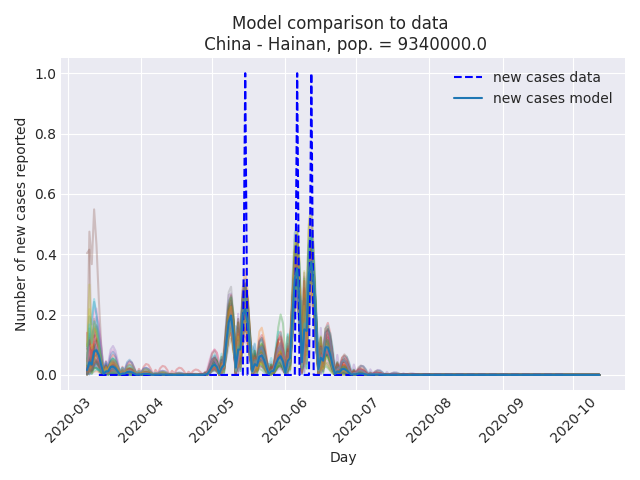 Model comparison to data
China - Hainan, pop. = 9340000.0
new cases data
new cases model
Number of new cases reported
1.0
0.8
0.6
0.4
0.2
0.0
2020-03
2020-04
2020-05
2020-06
2020-07
2020-08
2020-09
2020-10
Day